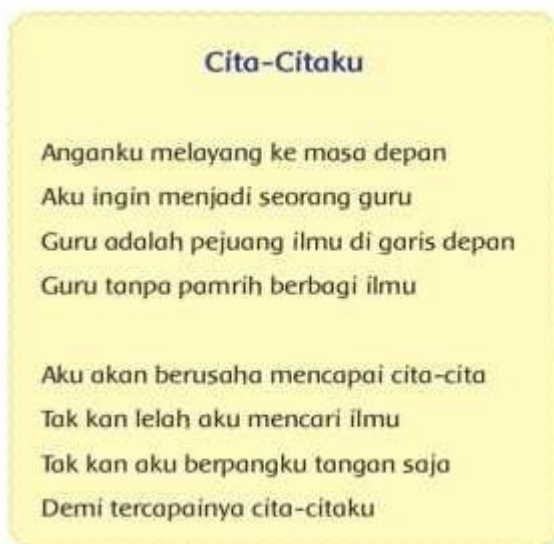 Cita-Citaku
Anganku melayang ke masa depan
Aku ingin menjadi seorang guru
Guru adalah pejuang ilmu di garis depan
Guru tanpa pamrih berbagi ilmu
Aku akan berusaha mencapai cita-cita
Tak kan lelah aku mencari ilmu
Tak kan aku berpangku tangan saja
Demi tercapainya cita-citaku